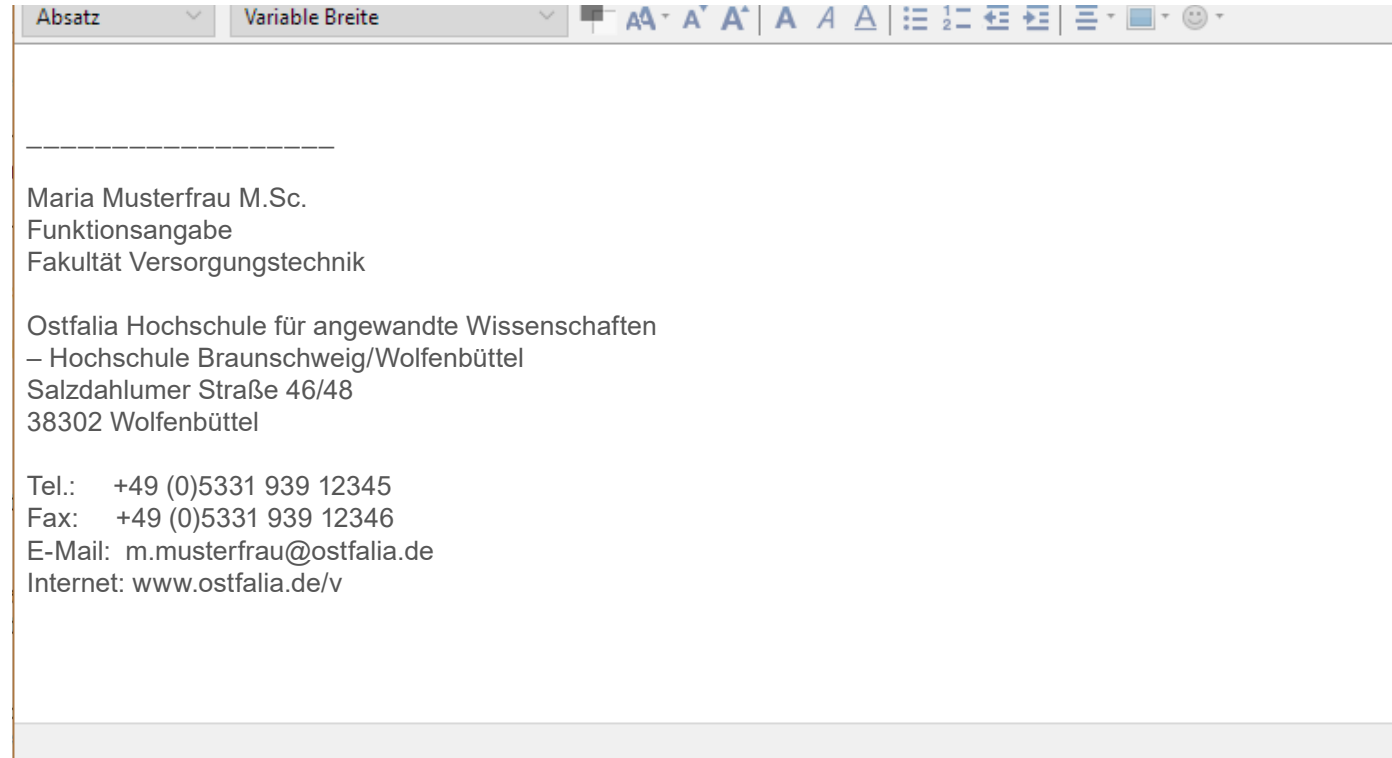 Absatz Variable Breite
__________________
Maria Musterfrau M.Sc.
Funktionsangabe
Fakultät Versorgungstechnik
Ostfalia Hochschule für angewandte Wissenschaften
– Hochschule Braunschweig/Wolfenbüttel
Salzdahlumer Straße 46/48
38302 Wolfenbüttel
Tel.: +49 (0)5331 939 12345
Fax: +49 (0)5331 939 12346
E-Mail: m.musterfrau@ostfalia.de
Internet: www.ostfalia.de/v